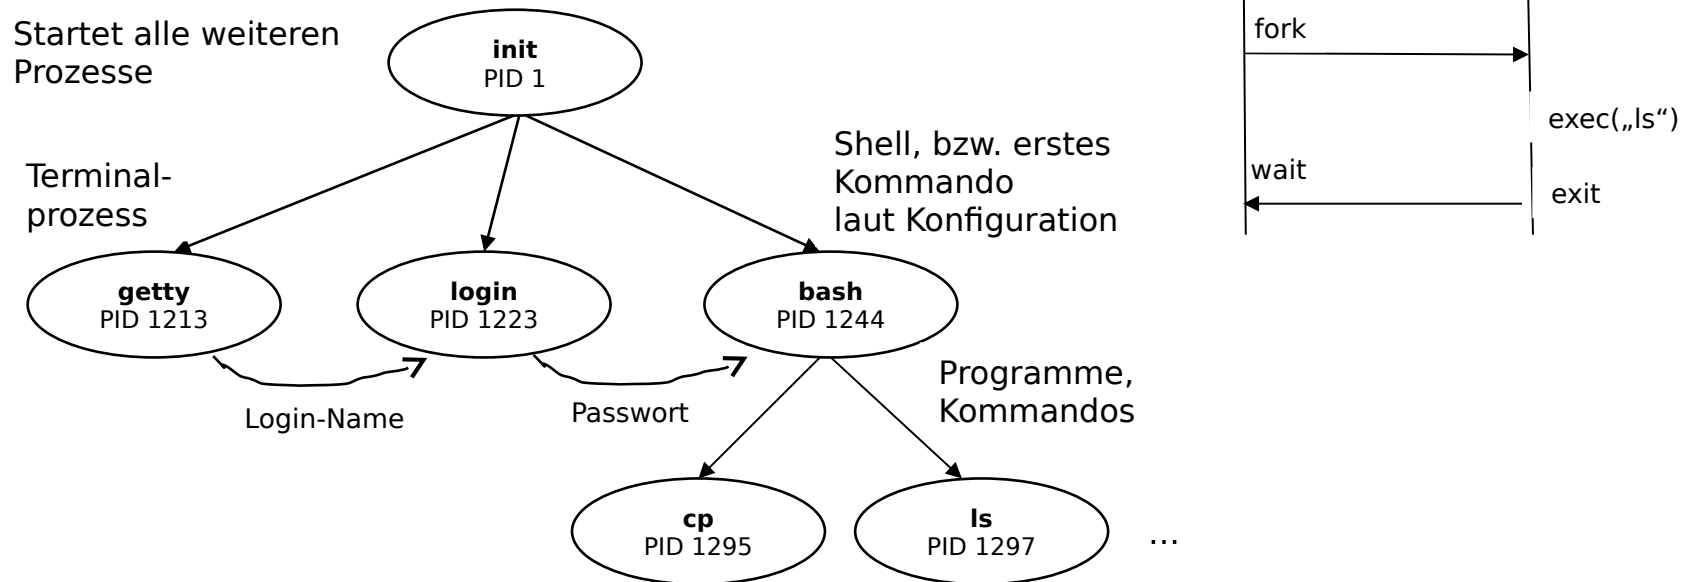 Startet alle weiteren
Prozesse
init
PID 1
fork
exec(„ls“)
wait
exit
Terminal-
prozess
Shell, bzw. erstes
Kommando
laut Konfiguration
getty
PID 1213
login
PID 1223
bash
PID 1244
Login-Name
Passwort
Programme,
Kommandos
cp
PID 1295
ls
PID 1297
...